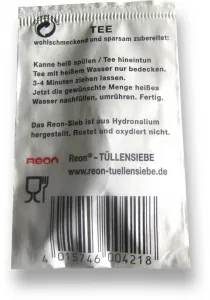 TEE
wohlschmeckend und sparsam zubereitet:
Kanne heiß spülen / Tee hineintun
Tee mit heißem Wasser nur bedecken.
3-4 Minuten ziehen lassen!
Jetzt die gewünschte Menge heißes
Wasser nachfüllen, umrühren. Fertig.
Das Reon-Sieb ist aus Hydronalium
hergestellt. Rostet und oxydiert nicht.
REON Reon®-TÜLLENSIEBE
www.reon-tuellensiebe.de
4 015746 004218